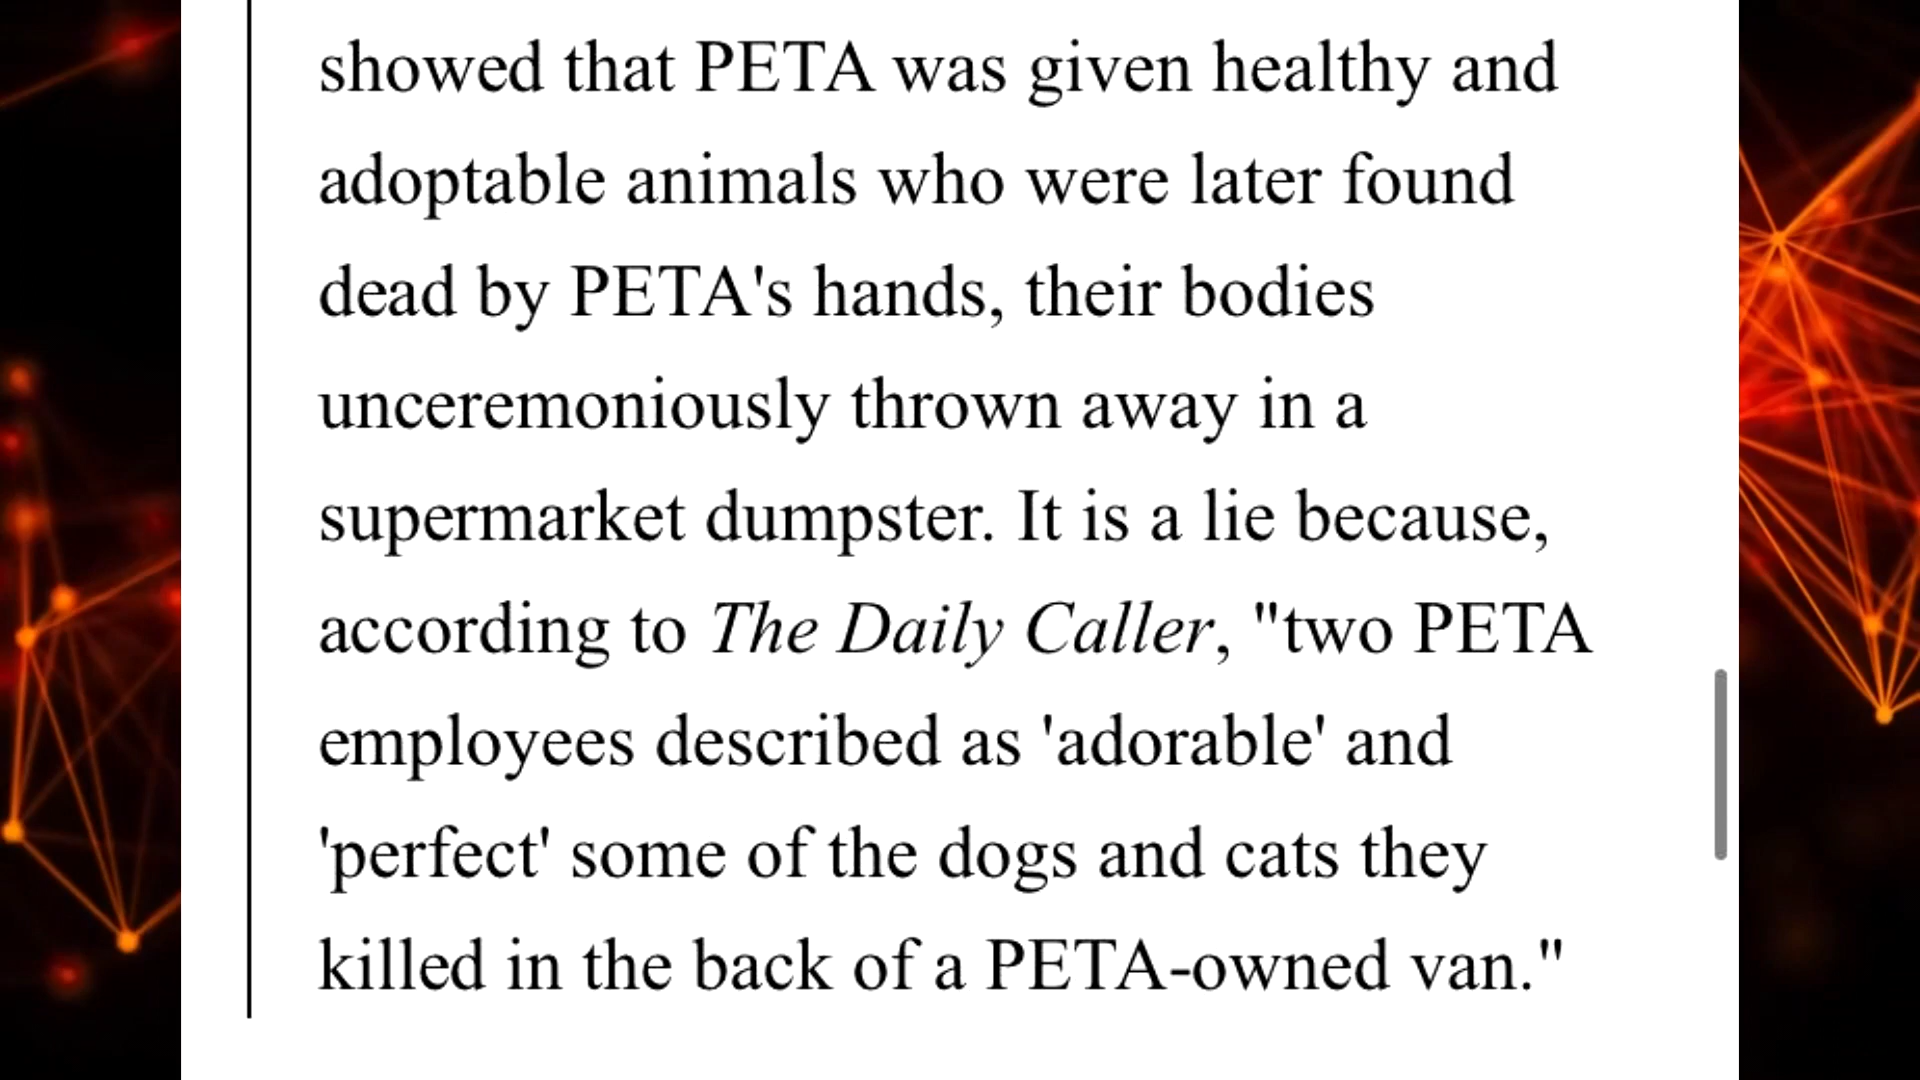 showed that PETA was given healthy and
adoptable animals who were later found
dead by PETA's hands, their bodies
unceremoniously thrown away in a
supermarket dumpster. It is a lie because,
according to The Daily Caller, "two PETA
employees described as 'adorable' and
'perfect' some of the dogs and cats they
killed in the back of a PETA-owned van."